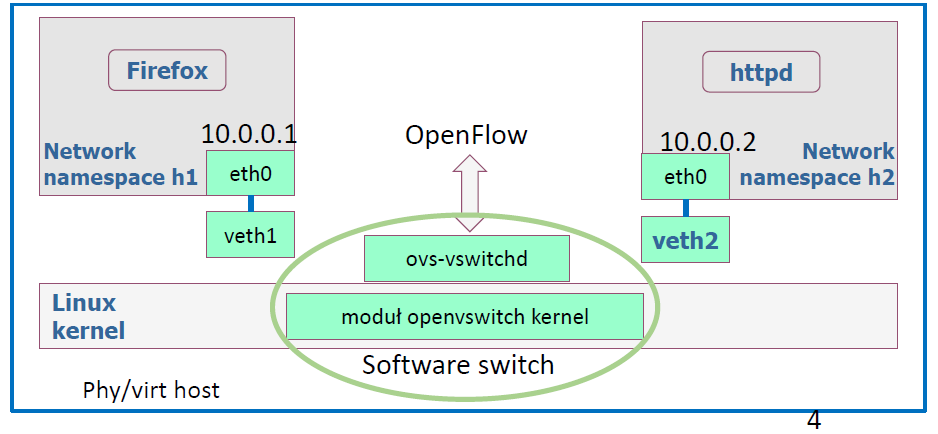 Firefox
httpd
10.0.0.1
OpenFlow
10.0.0.2
Network
namespace h1
eth0
eth0
Network
namespace h2
veth1
veth2
ovs-vswitchd
Linux
kernel
moduł openvswitch kernel
Software switch
Phy/virt host
4